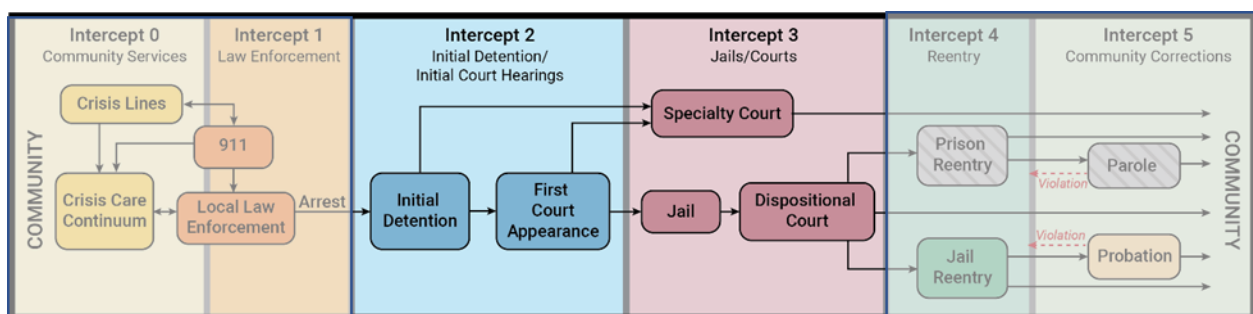 Intercept 0
Community Services
Intercept 1
Law Enforcement
Intercept 2
Initial Detention/
Initial Court Hearings
Intercept 3
Jails/Courts
Intercept 4
Reentry
Intercept 5
Community Corrections
COMMUNITY
Crisis Lines
911
Crisis Care
Continuum
Local Law
Enforcement
Arrest
Initial
Detention
First
Court
Appearance
Specialty Court
Jail
Dispositional
Court
Prison
Reentry
Violation
Parole
Jail
Reentry
Violation
Probation
COMMUNITY